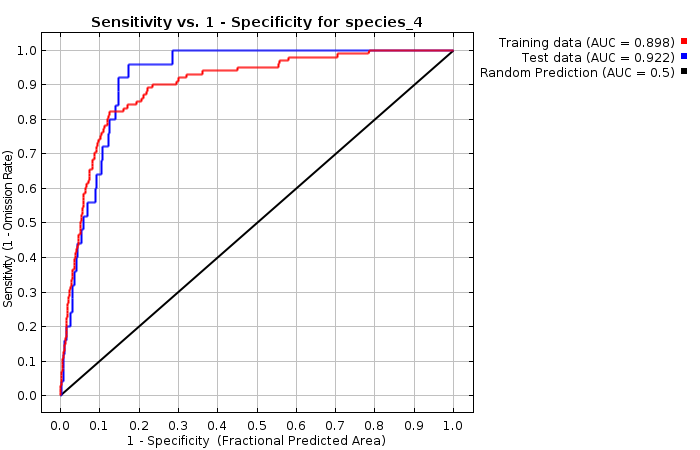 Sensitivity vs. 1 - Specificity for species_4
Training data (AUC = 0.898)
Test data (AUC = 0.922)
Random Prediction (AUC = 0.5)
Sensitivity (1 - Omission Rate)
1.0
0.9
0.8
0.7
0.6
0.5
0.4
0.3
0.2
0.1
0.0
0.0 0.1 0.2 0.3 0.4 0.5 0.6 0.7 0.8 0.9 1.0
1 - Specificity (Fractional Predicted Area)